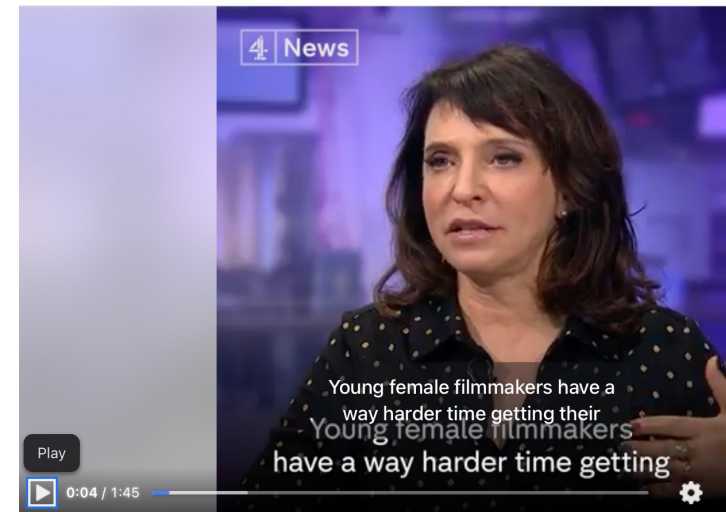 4 News
Young female filmmakers have a
way harder time getting their
Young female filmmakers
have a way harder time getting
Play
0:04 / 1:45